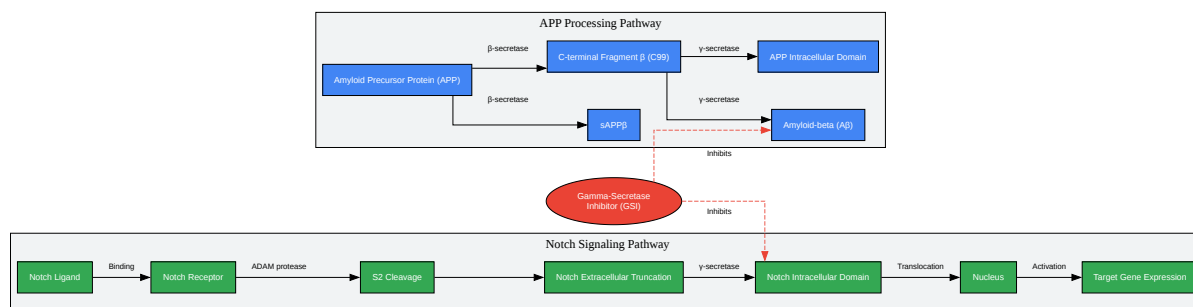 APP Processing Pathway
β-secretase
γ-secretase
C-terminal Fragment β (C99)
APP Intracellular Domain
Amyloid Precursor Protein (APP)
β-secretase
γ-secretase
sAPPβ
Amyloid-beta (Aβ)
Inhibits
Gamma-Secretase
Inhibitor (GSI)
Inhibits
Notch Signaling Pathway
Notch Ligand
Binding
Notch Receptor
ADAM protease
S2 Cleavage
Notch Extracellular Truncation
γ-secretase
Notch Intracellular Domain
Translocation
Nucleus
Activation
Target Gene Expression